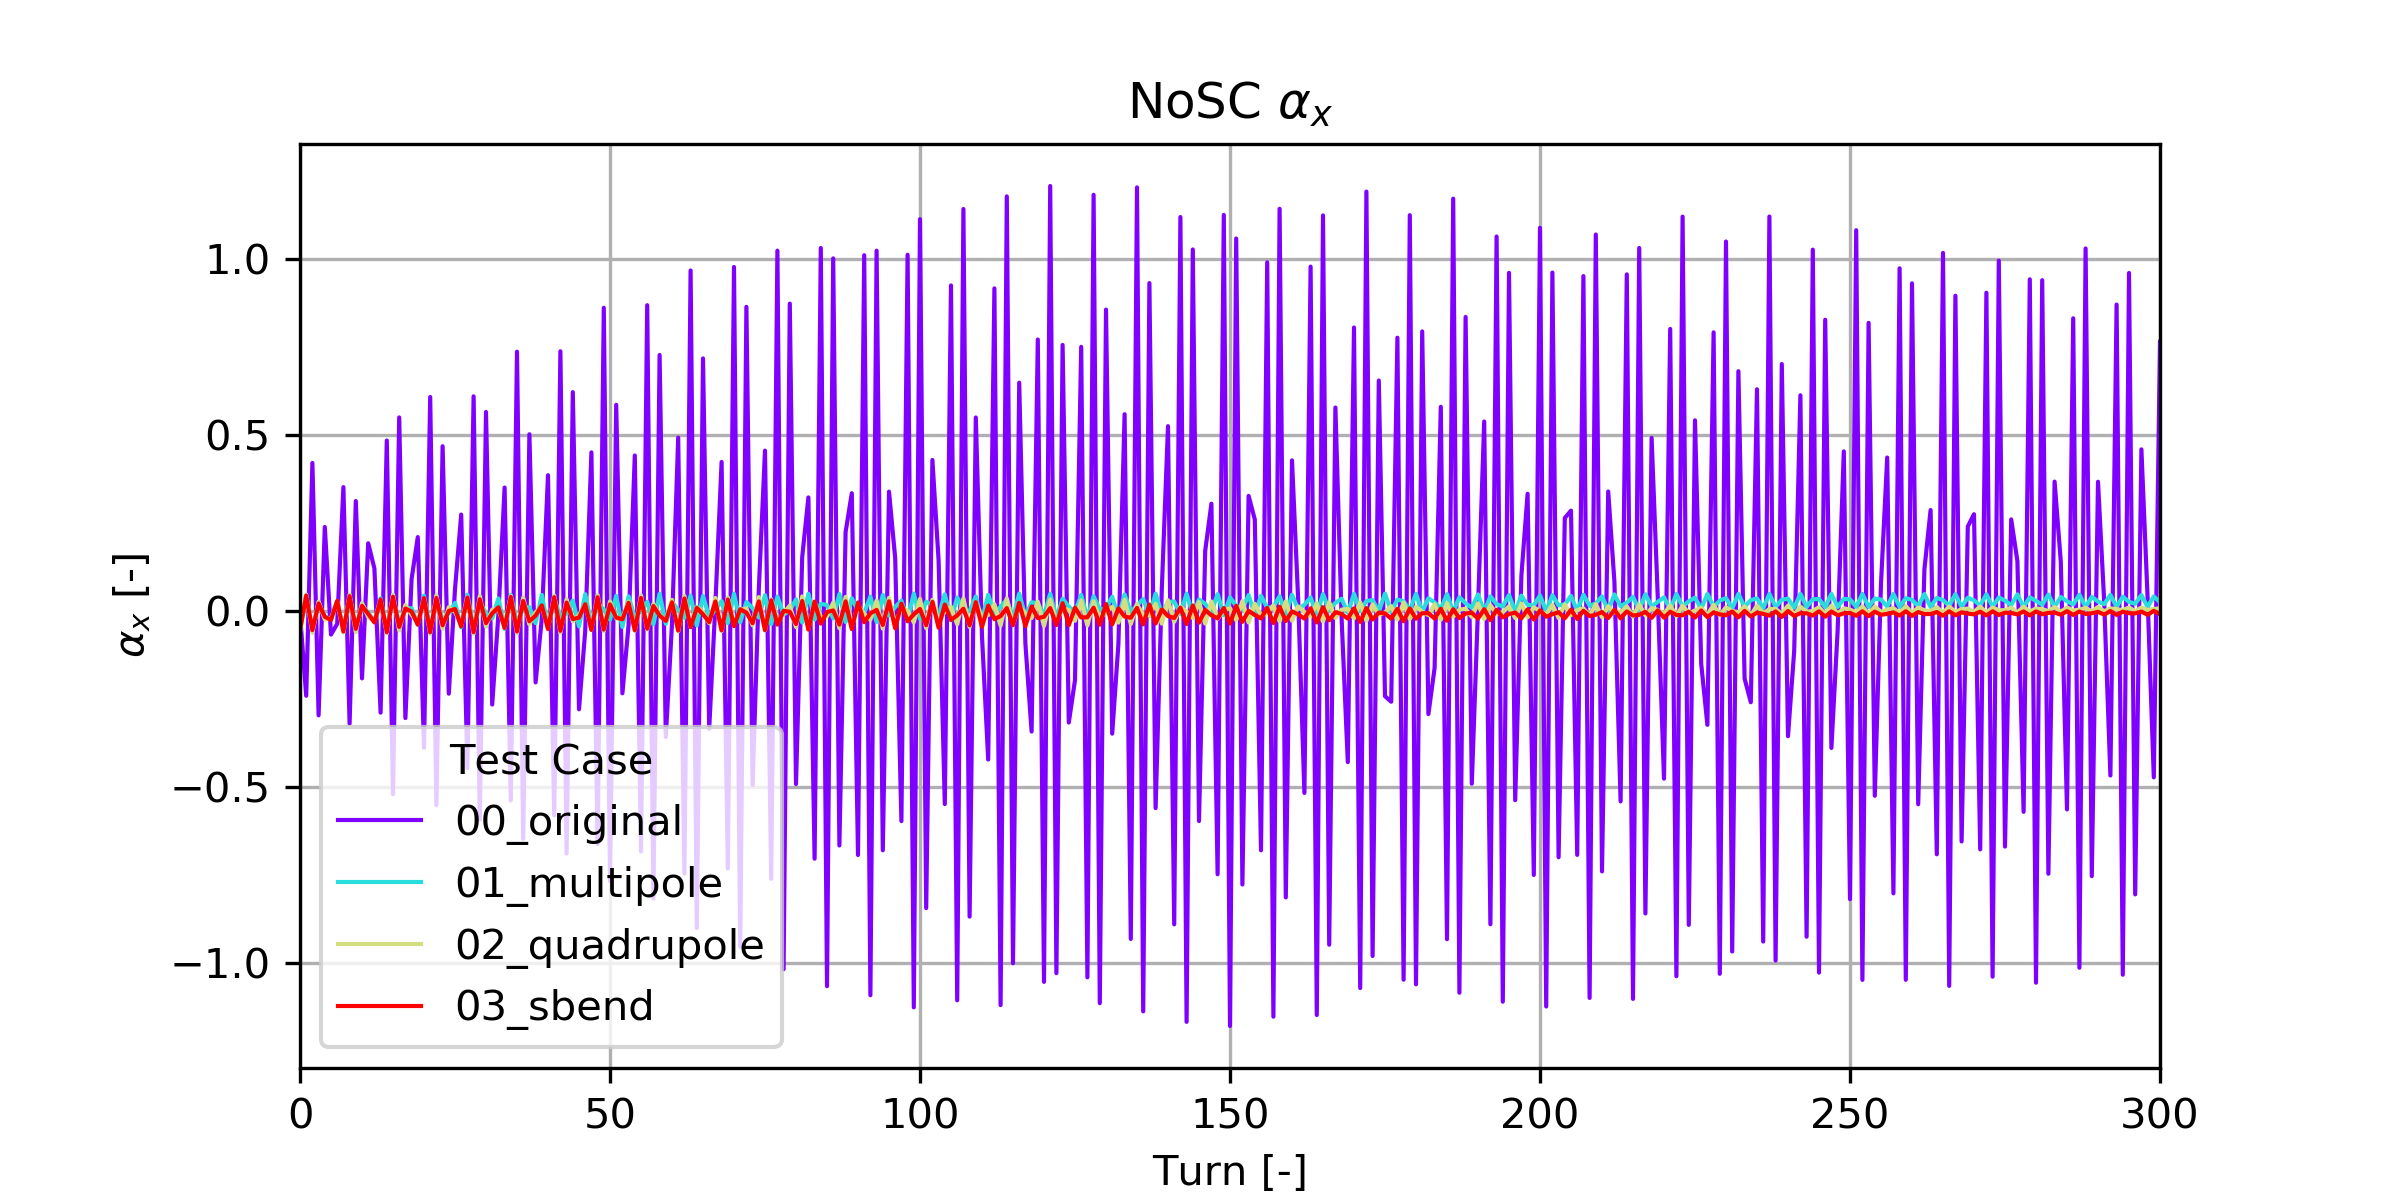 NoSC αx
αx [-]
1.0
0.5
0.0
−0.5
−1.0
Test Case
00_original
01_multipole
02_quadrupole
03_sbend
0 50 100 150 200 250 300
Turn [-]